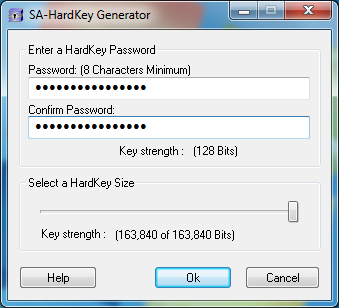 SA-HardKey Generator
Enter a HardKey Password
Password: (8 Characters Minimum)
••••••••••••••••
Confirm Password:
••••••••••••••••
Key strength : (128 Bits)
Select a HardKey Size
Key strength : (163,840 of 163,840 Bits)
Help Ok Cancel